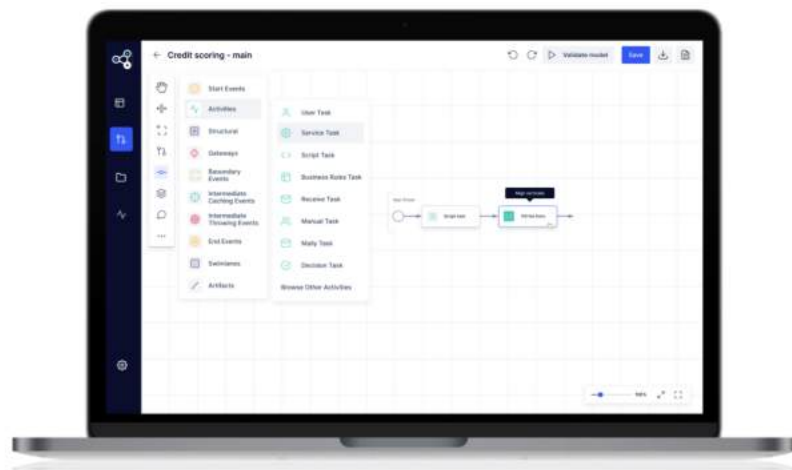 ← Credit scoring - main
Validate model
Save
Start Events
Activities
Structural
Gateways
Boundary
Events
Intermediate
Catching Events
Intermediate
Throwing Events
End Events
Swimlanes
Artifacts
User Task
Service Task
Script Task
Business Rules Task
Receive Task
Manual Task
Decision Task
Browse Other Activities
Script task